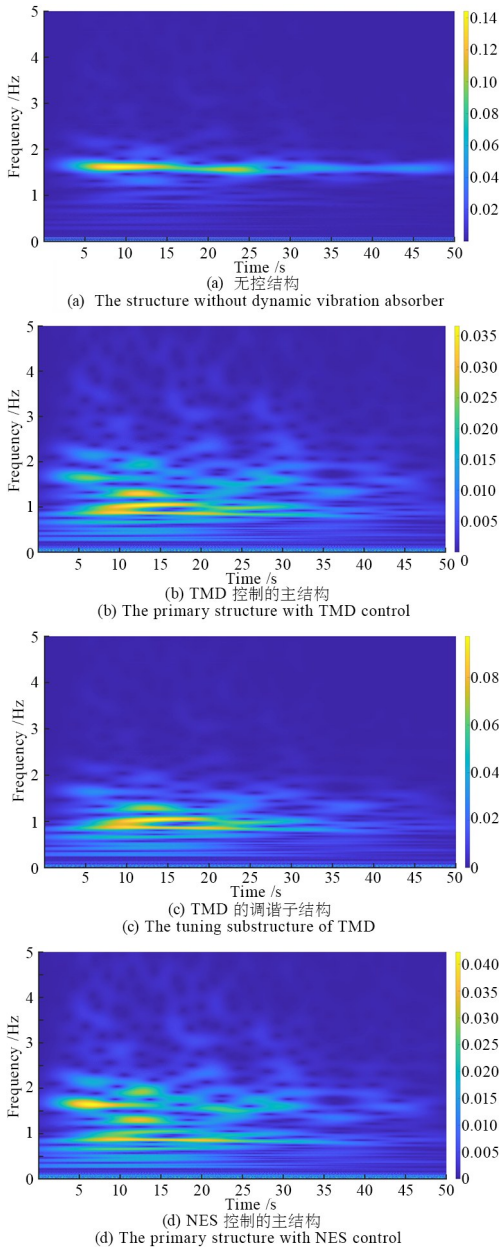 5
0.14
4
0.12
0.10
3
0.08
2
0.06
0.04
1
0.02
0
Frequency /Hz
5 10 15 20 25 30 35 40 45 50
Time /s
(a) 无控结构
(a) The structure without dynamic vibration absorber
5
0.035
4
0.030
0.025
3
0.020
2
0.015
0.010
1
0.005
0
0
Frequency /Hz
5 10 15 20 25 30 35 40 45 50
Time /s
(b) TMD 控制的主结构
(b) The primary structure with TMD control
5
4
0.08
3
0.06
2
0.04
1
0.02
0
0
Frequency /Hz
5 10 15 20 25 30 35 40 45 50
Time /s
(c) TMD 的调谐子结构
(c) The tuning substructure of TMD
5
0.040
4
0.035
0.030
3
0.025
0.020
2
0.015
1
0.010
0.005
0
0
Frequency /Hz
5 10 15 20 25 30 35 40 45 50
Time /s
(d) NES 控制的主结构
(d) The primary structure with NES control